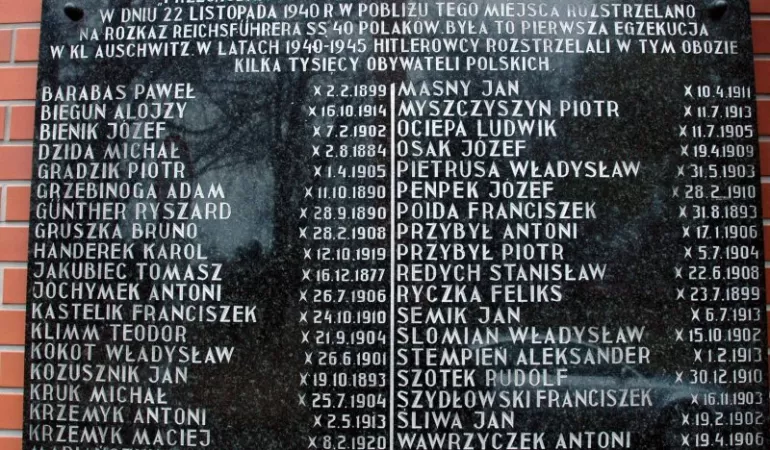 W DNIU 22 LISTOPADA 1940 R W POBLIŻU TEGO MIEJSCA ROZSTRZELANO
NA ROZKAZ REICHSFÜHRERA SS 40 POLAKÓW. BYŁA TO PIERWSZA EGZEKUCJA
W KL AUSCHWITZ. W LATACH 1940-1945 HITLEROWCY ROZSTRZELALI W TYM OBOZIE
KILKA TYSIĘCY OBYWATELI POLSKICH
BARABAS PAWEŁ x 2.2.1899
BIEGUN ALOJZY x 16.10.1914
BIENIK JÓZEF x 7.2.1902
DZIDA MICHAŁ x 2.8.1884
GRADZIK PIOTR x 1.4.1905
GRZEBINOGA ADAM x 11.10.1890
GÜNTHER RYSZARD x 28.9.1890
GRUSZKA BRUNO x 28.2.1908
HANDEREK KAROL x 12.10.1919
JAKUBIEC TOMASZ x 16.12.1877
JOCHYMEK ANTONI x 26.7.1906
KASTELIK FRANCISZEK x 24.10.1910
KLIMM TEODOR x 21.9.1904
KOKOT WŁADYSŁAW x 26.6.1901
KOZUSZNIK JAN x 19.10.1893
KRUK MICHAŁ x 25.7.1904
KRZEMYK ANTONI x 2.5.1913
KRZEMYK MACIEJ x 8.2.1920
MASNY JAN x 10.4.1911
MYSZCZYSZYN PIOTR x 11.7.1913
OCIEPA LUDWIK x 11.7.1905
OSAK JÓZEF x 19.4.1909
PIETRUSA WŁADYSŁAW x 31.5.1903
PENPEK JÓZEF x 28.2.1910
POIDA FRANCISZEK x 31.8.1893
PRZYBYŁ ANTONI x 17.1.1906
PRZYBYŁ PIOTR x 5.7.1904
REDYCH STANISŁAW x 22.6.1908
RYCZKA FELIKS x 23.7.1899
SEMIK JAN x 6.7.1913
SŁOMIAN WŁADYSŁAW x 15.10.1902
STEMPIEŃ ALEKSANDER x 1.2.1913
SZOTEK RUDOLF x 30.12.1910
SZYDŁOWSKI FRANCISZEK x 16.11.1903
ŚLIWA JAN x 19.2.1902
WAWRZYCZEK ANTONI x 19.4.1906